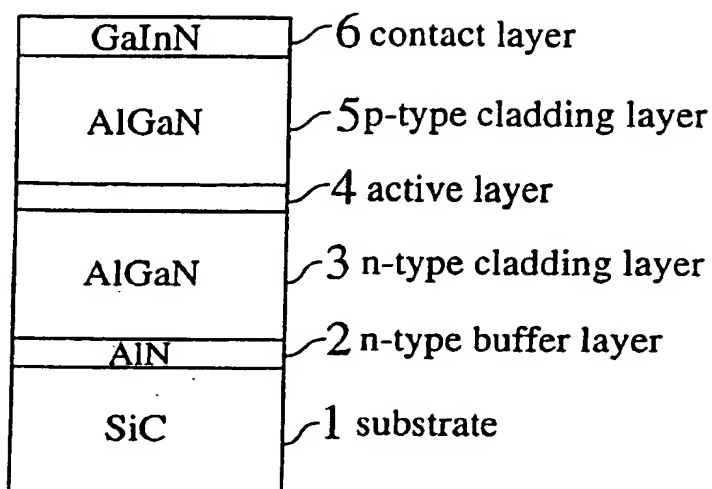 GaInN 6 contact layer
AlGaN 5 p-type cladding layer
4 active layer
AlGaN 3 n-type cladding layer
AlN 2 n-type buffer layer
SiC 1 substrate